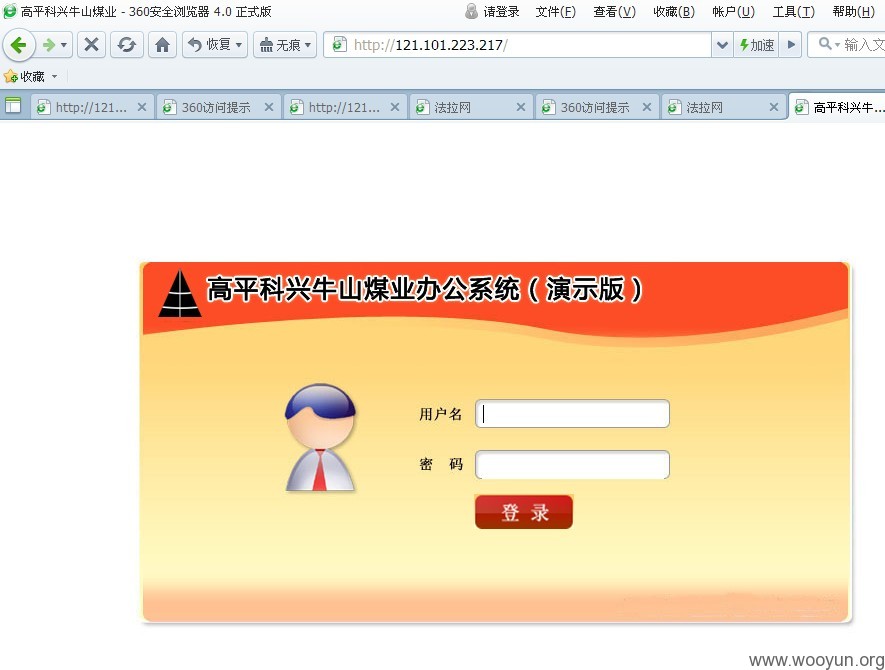 高平科兴牛山煤业 - 360安全浏览器 4.0 正式版 请登录 文件(F) 查看(V) 收藏(B) 帐户(U) 工具(T) 帮助(H)
恢复 无痕 http://121.101.223.217/ 加速 输入文
收藏
http://121... 360访问提示 http://121... 法拉网 360访问提示 法拉网 高平科兴牛...
高平科兴牛山煤业办公系统（演示版）
用户名
密 码
登 录
www.wooyun.org